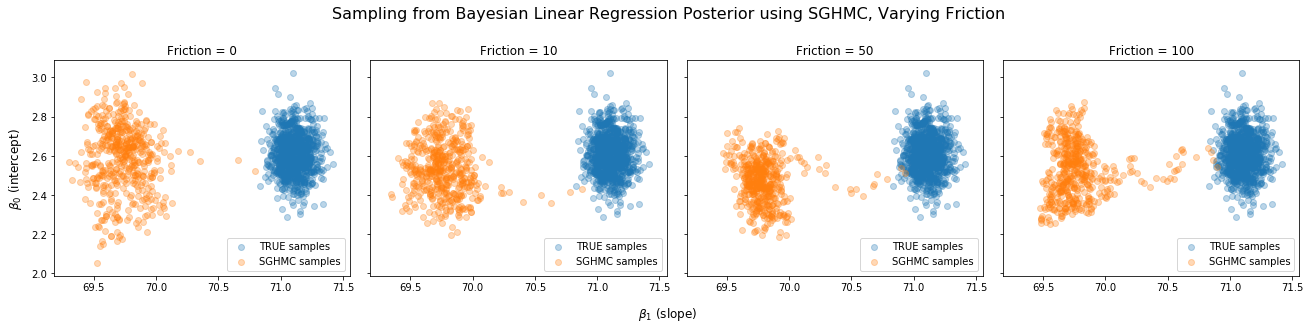 Sampling from Bayesian Linear Regression Posterior using SGHMC, Varying Friction
Friction = 0
Friction = 10
Friction = 50
Friction = 100
β₀ (intercept)
3.0
2.8
2.6
2.4
2.2
2.0
TRUE samples
SGHMC samples
TRUE samples
SGHMC samples
TRUE samples
SGHMC samples
TRUE samples
SGHMC samples
69.5 70.0 70.5 71.0 71.5
69.5 70.0 70.5 71.0 71.5
69.5 70.0 70.5 71.0 71.5
69.5 70.0 70.5 71.0 71.5
β₁ (slope)